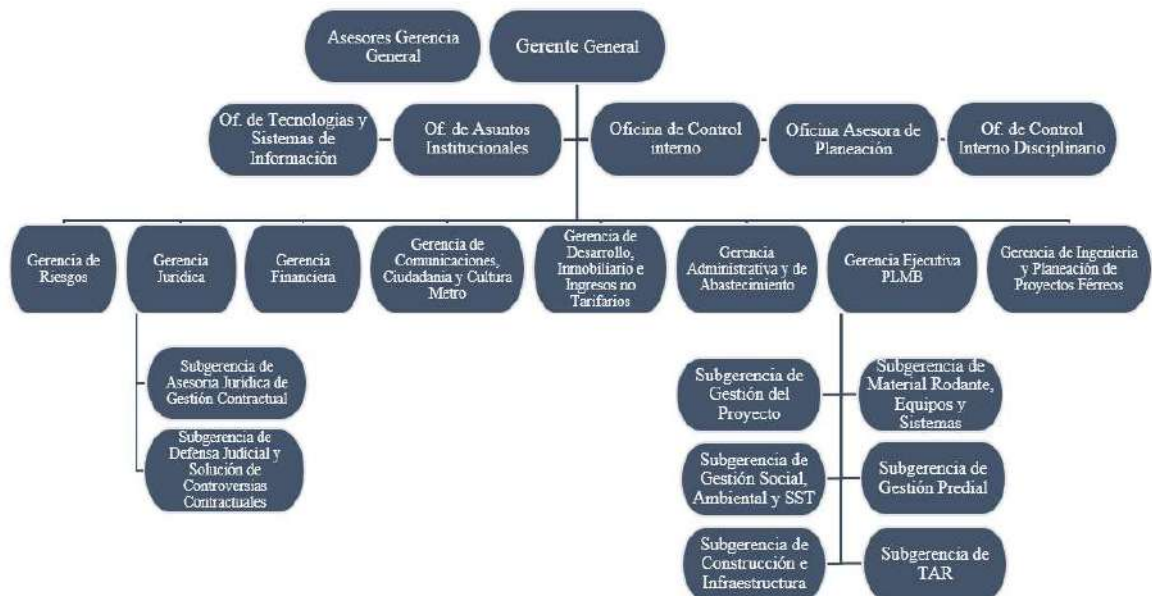 Asesores Gerencia
General
Gerente General
Of. de Tecnologías y
Sistemas de
Información
Of. de Asuntos
Institucionales
Oficina de Control
interno
Oficina Asesora de
Planeación
Of. de Control
Interno Disciplinario
Gerencia de
Riesgos
Gerencia
Jurídica
Gerencia
Financiera
Gerencia de
Comunicaciones,
Ciudadanía y Cultura
Metro
Gerencia de
Desarrollo,
Inmobiliario e
Ingresos no
Tarifarios
Gerencia
Administrativa y de
Abastecimiento
Gerencia Ejecutiva
PLMB
Gerencia de Ingeniería
y Planeación de
Proyectos Férreos
Subgerencia de
Asesoría Jurídica de
Gestión Contractual
Subgerencia de
Defensa Judicial y
Solución de
Controversias
Contractuales
Subgerencia de
Gestión del
Proyecto
Subgerencia de
Material Rodante,
Equipos y
Sistemas
Subgerencia de
Gestión Social,
Ambiental y SST
Subgerencia de
Gestión Predial
Subgerencia de
Construcción e
Infraestructura
Subgerencia de
TAR